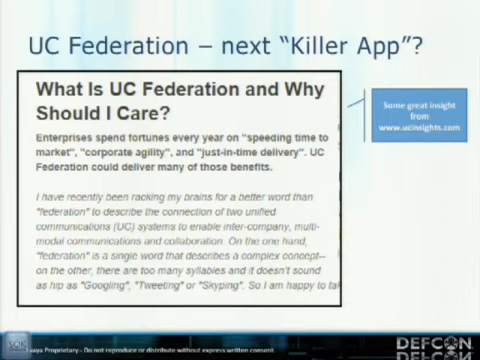 UC Federation – next “Killer App”?
What Is UC Federation and Why
Should I Care?
Enterprises spend fortunes every year on "speeding time to
market", "corporate agility", and "just-in-time delivery". UC
Federation could deliver many of those benefits.
I have recently been racking my brains for a better word than
"federation" to describe the connection of two unified
communications (UC) systems to enable inter-company, multi-
modal communications and collaboration. On the one hand,
"federation" is a single word that describes a complex concept--
on the other, there are too many syllables and it doesn't sound
as hip as "Googling", "Tweeting" or "Skyping". So I am happy to
Some great insight
from
www.ucinsights.com
Proprietary - Do not reproduce or distribute without express written consent.
DEFCON